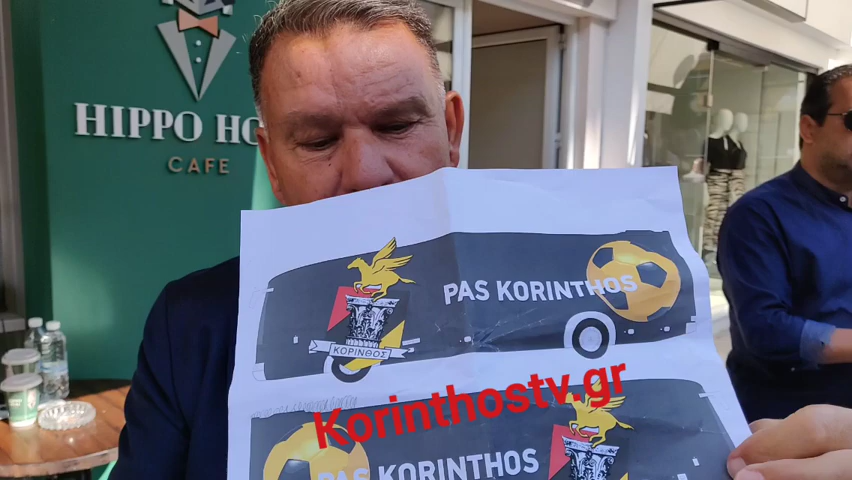 HIPPO HO
CAFE
PAS KORINTHOS
ΚΟΡΙΝΘΟΣ
Korinthostv.gr
PAS KORINTHOS